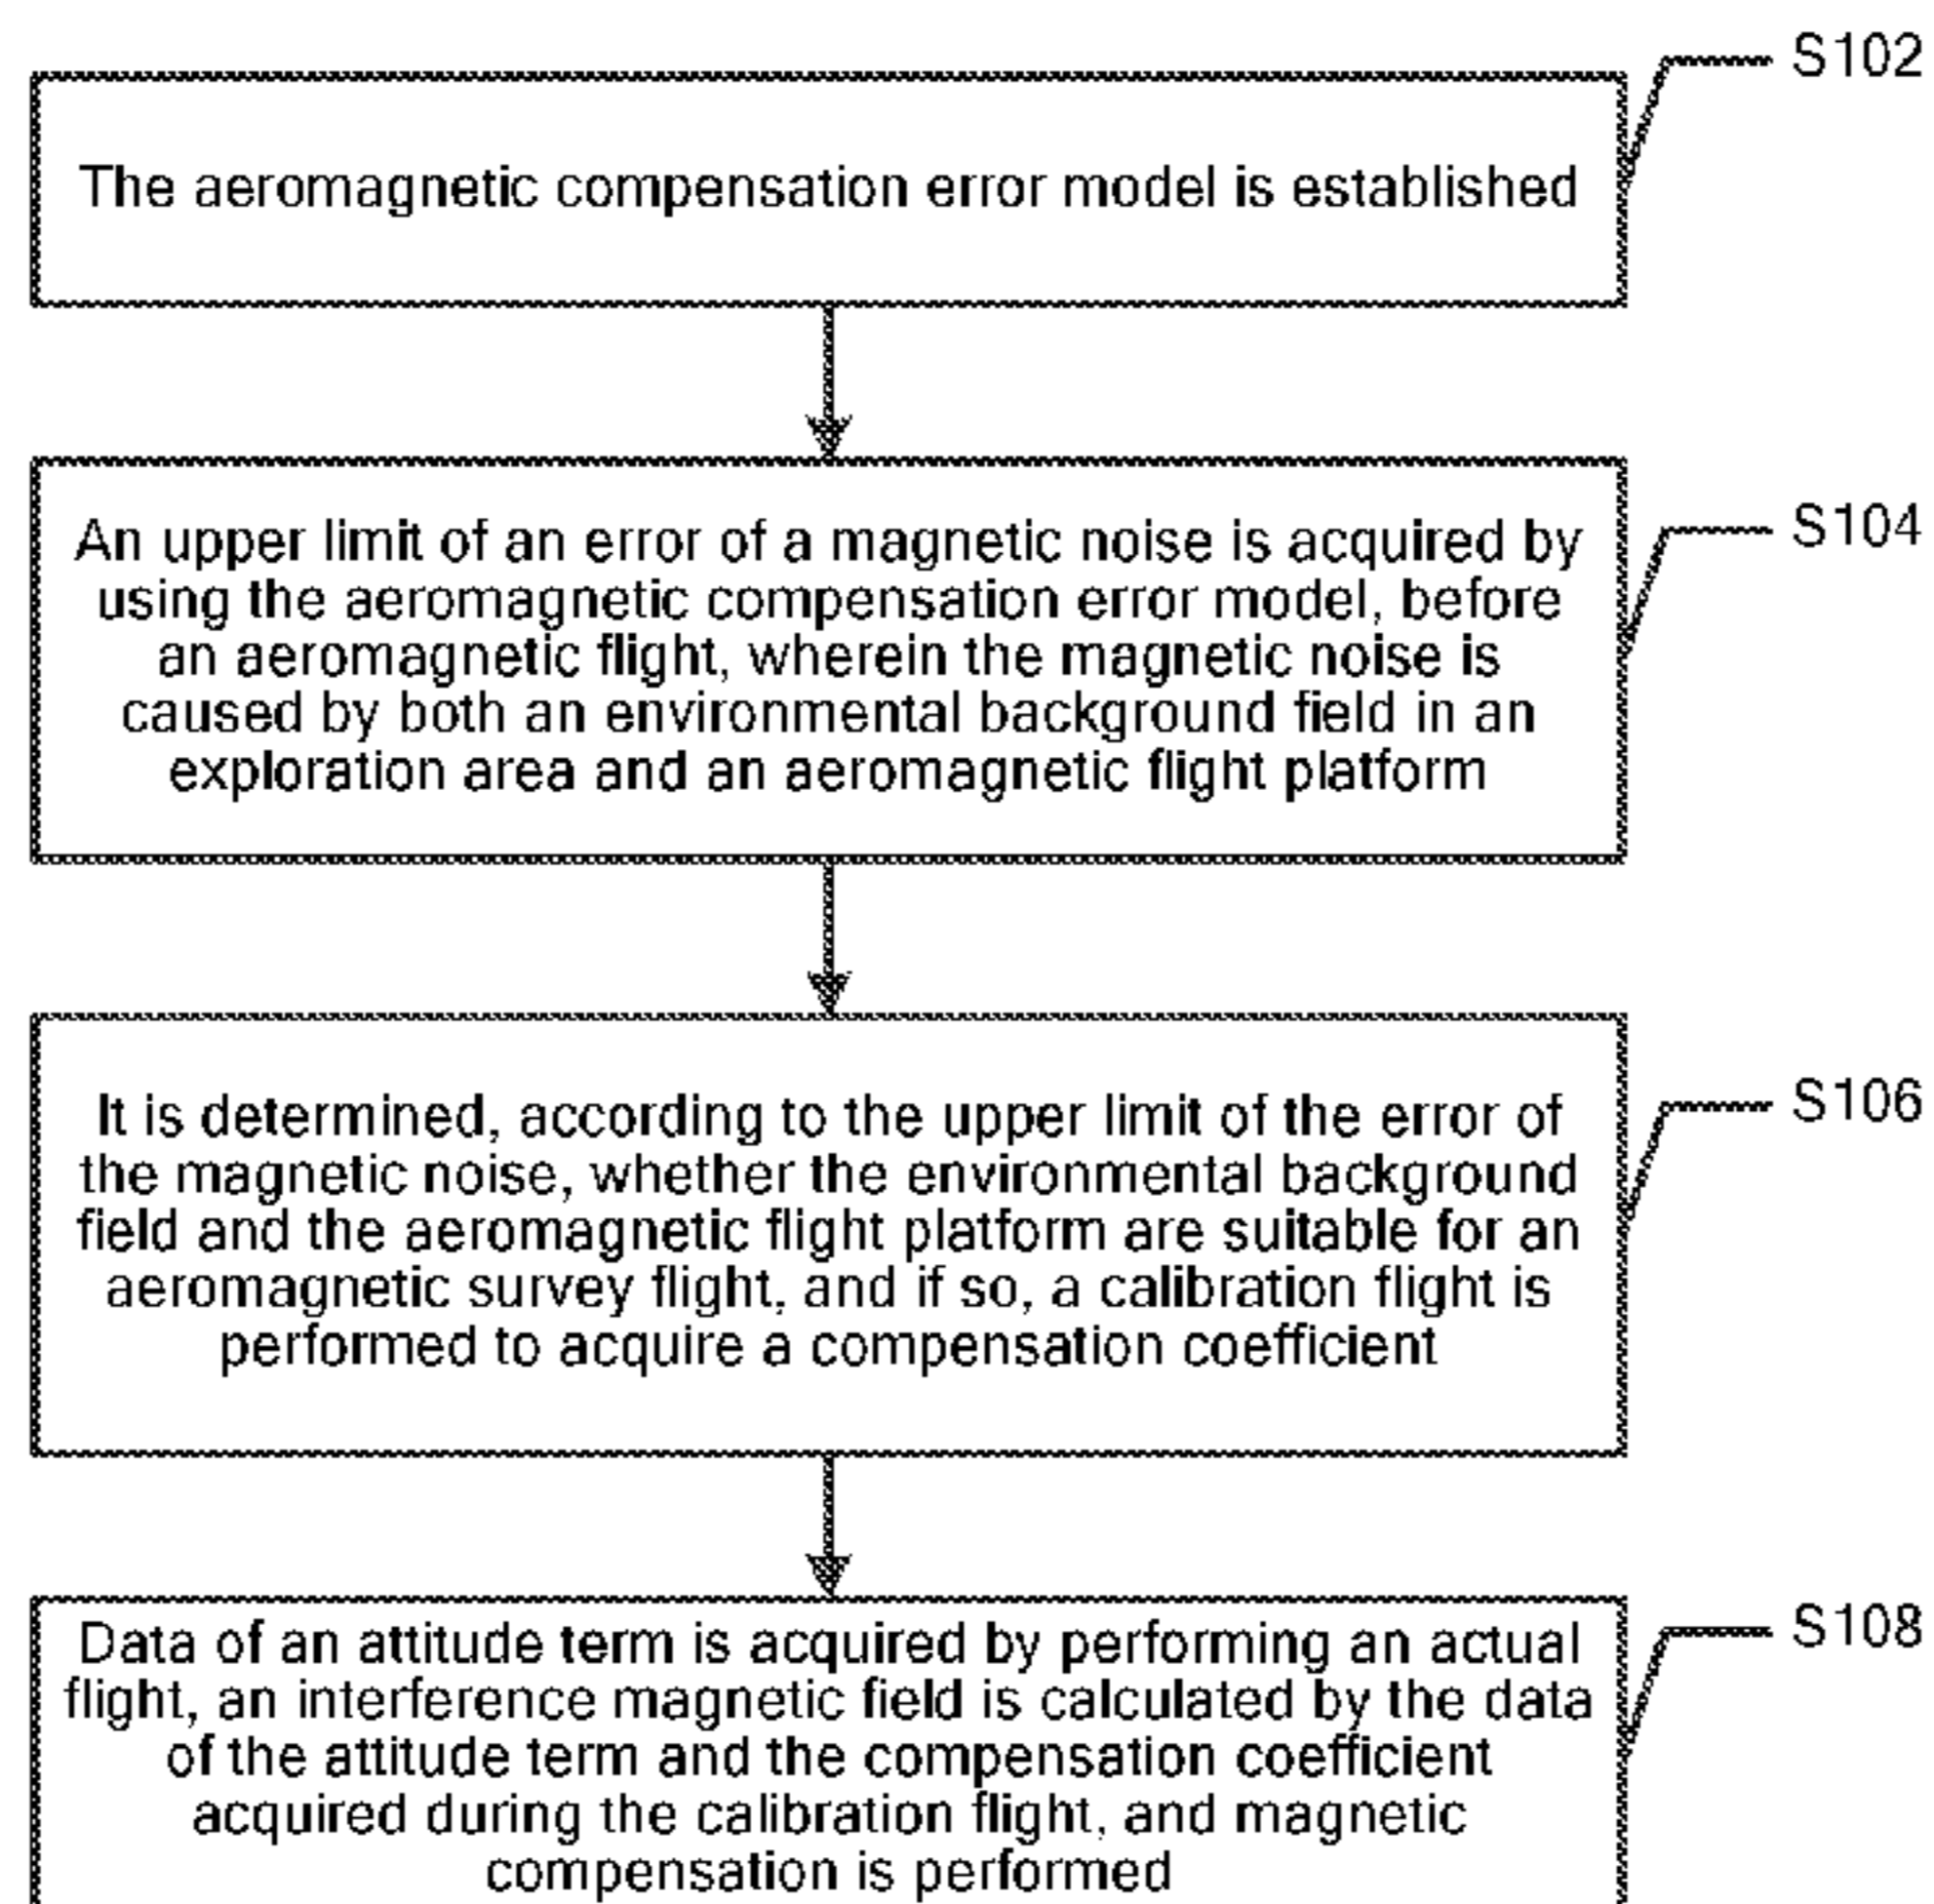 S102
The aeromagnetic compensation error model is established
S104
An upper limit of an error of a magnetic noise is acquired by
using the aeromagnetic compensation error model, before
an aeromagnetic flight, wherein the magnetic noise is
caused by both an environmental background field in an
exploration area and an aeromagnetic flight platform
S106
It is determined, according to the upper limit of the error of
the magnetic noise, whether the environmental background
field and the aeromagnetic flight platform are suitable for an
aeromagnetic survey flight, and if so, a calibration flight is
performed to acquire a compensation coefficient
S108
Data of an attitude term is acquired by performing an actual
flight, an interference magnetic field is calculated by the data
of the attitude term and the compensation coefficient
acquired during the calibration flight, and magnetic
compensation is performed